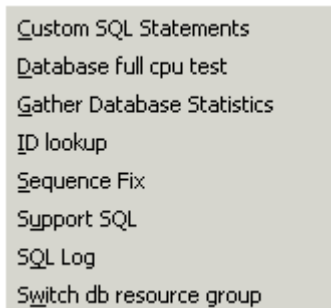 Custom SQL Statements
Database full cpu test
Gather Database Statistics
ID lookup
Sequence Fix
Support SQL
SQL Log
Switch db resource group